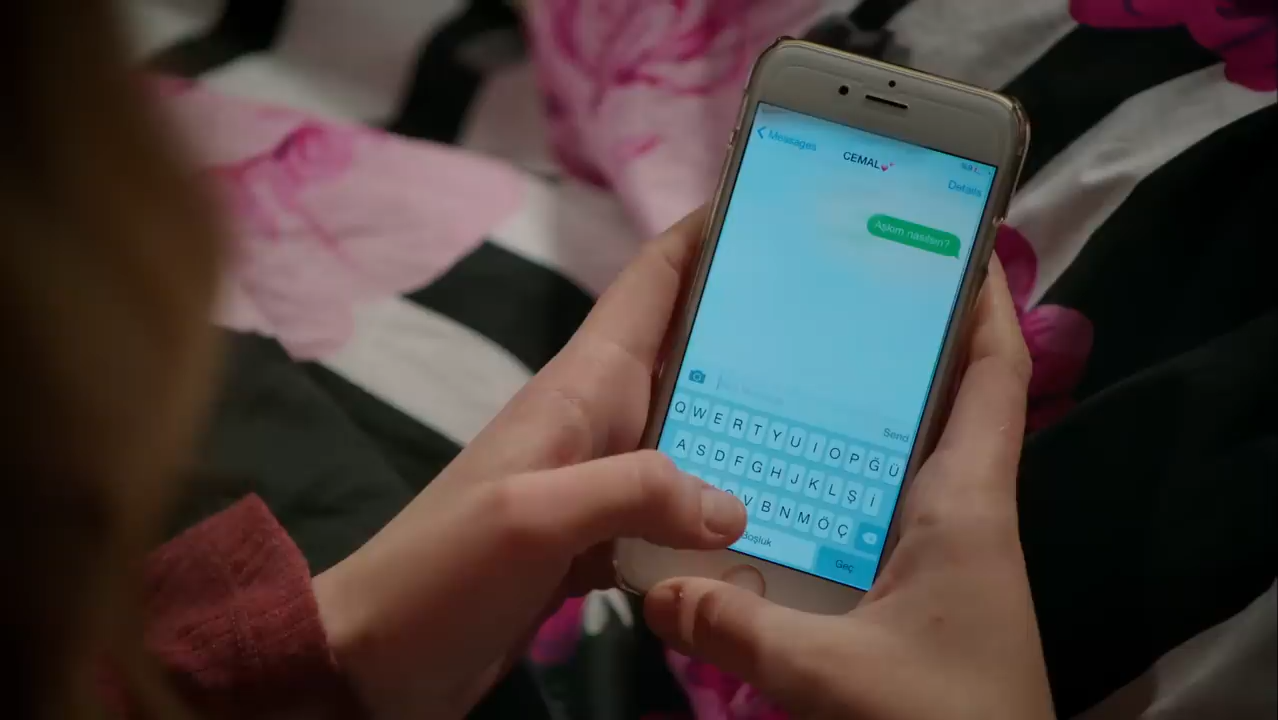 Messages
CEMAL💕
Details
Aşkım nasılsın?
Send
Q W E R T Y U I O P Ğ Ü
A S D F G H J K L Ş İ
V B N M Ö Ç
Boşluk
Geç